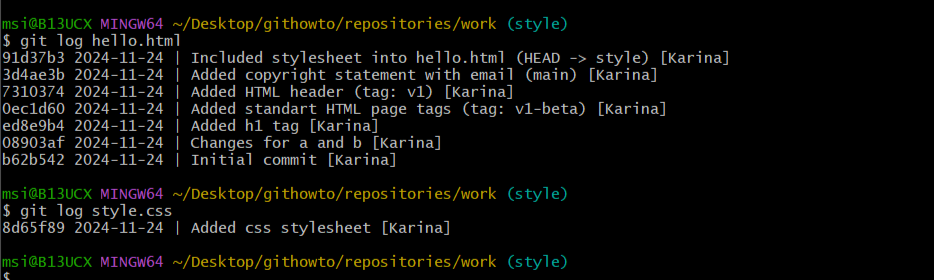 msi@B13UCX MINGW64 ~/Desktop/githowto/repositories/work (style)
$ git log hello.html
91d37b3 2024-11-24 | Included stylesheet into hello.html (HEAD -> style) [Karina]
3d4ae3b 2024-11-24 | Added copyright statement with email (main) [Karina]
7310374 2024-11-24 | Added HTML header (tag: v1) [Karina]
0ec1d60 2024-11-24 | Added standart HTML page tags (tag: v1-beta) [Karina]
ed8e9b4 2024-11-24 | Added h1 tag [Karina]
08903af 2024-11-24 | Changes for a and b [Karina]
b62b542 2024-11-24 | Initial commit [Karina]
msi@B13UCX MINGW64 ~/Desktop/githowto/repositories/work (style)
$ git log style.css
8d65f89 2024-11-24 | Added css stylesheet [Karina]
msi@B13UCX MINGW64 ~/Desktop/githowto/repositories/work (style)
$